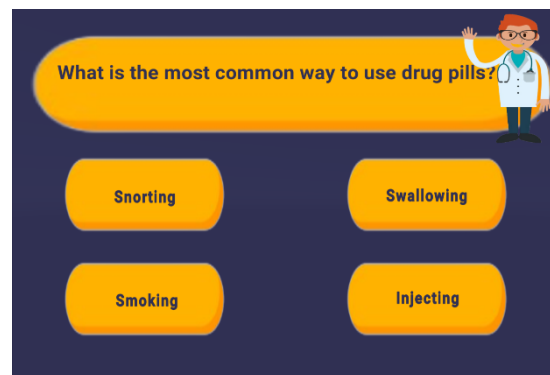 What is the most common way to use drug pills?
Snorting
Swallowing
Smoking
Injecting